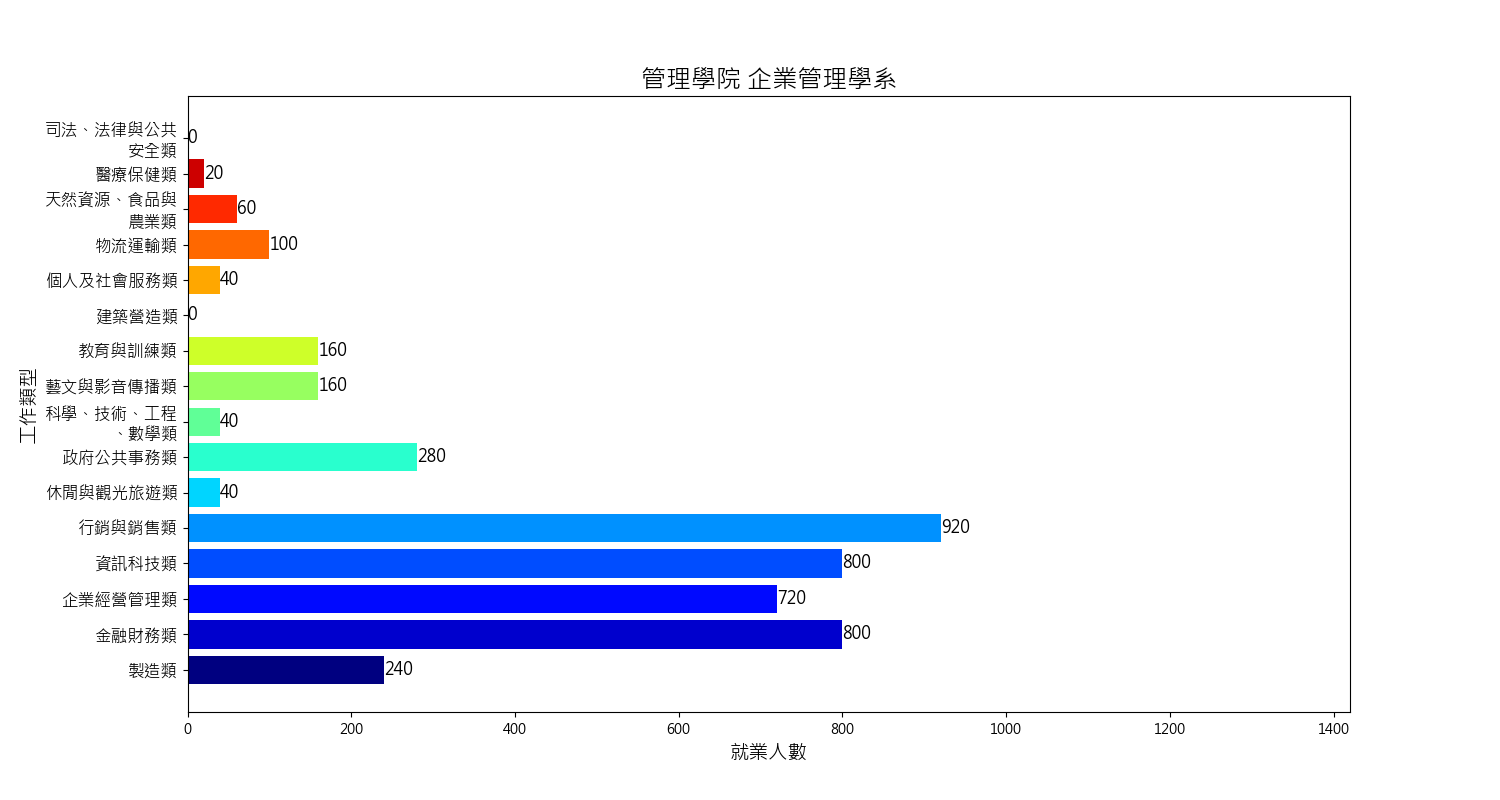 管理學院 企業管理學系
司法、法律與公共
安全類
0
醫療保健類
20
天然資源、食品與
農業類
60
物流運輸類
100
個人及社會服務類
40
建築營造類
0
教育與訓練類
160
藝文與影音傳播類
160
科學、技術、工程
、數學類
40
政府公共事務類
280
休閒與觀光旅遊類
40
行銷與銷售類
920
資訊科技類
800
企業經營管理類
720
金融財務類
800
製造類
240
工作類型
0 200 400 600 800 1000 1200 1400
就業人數